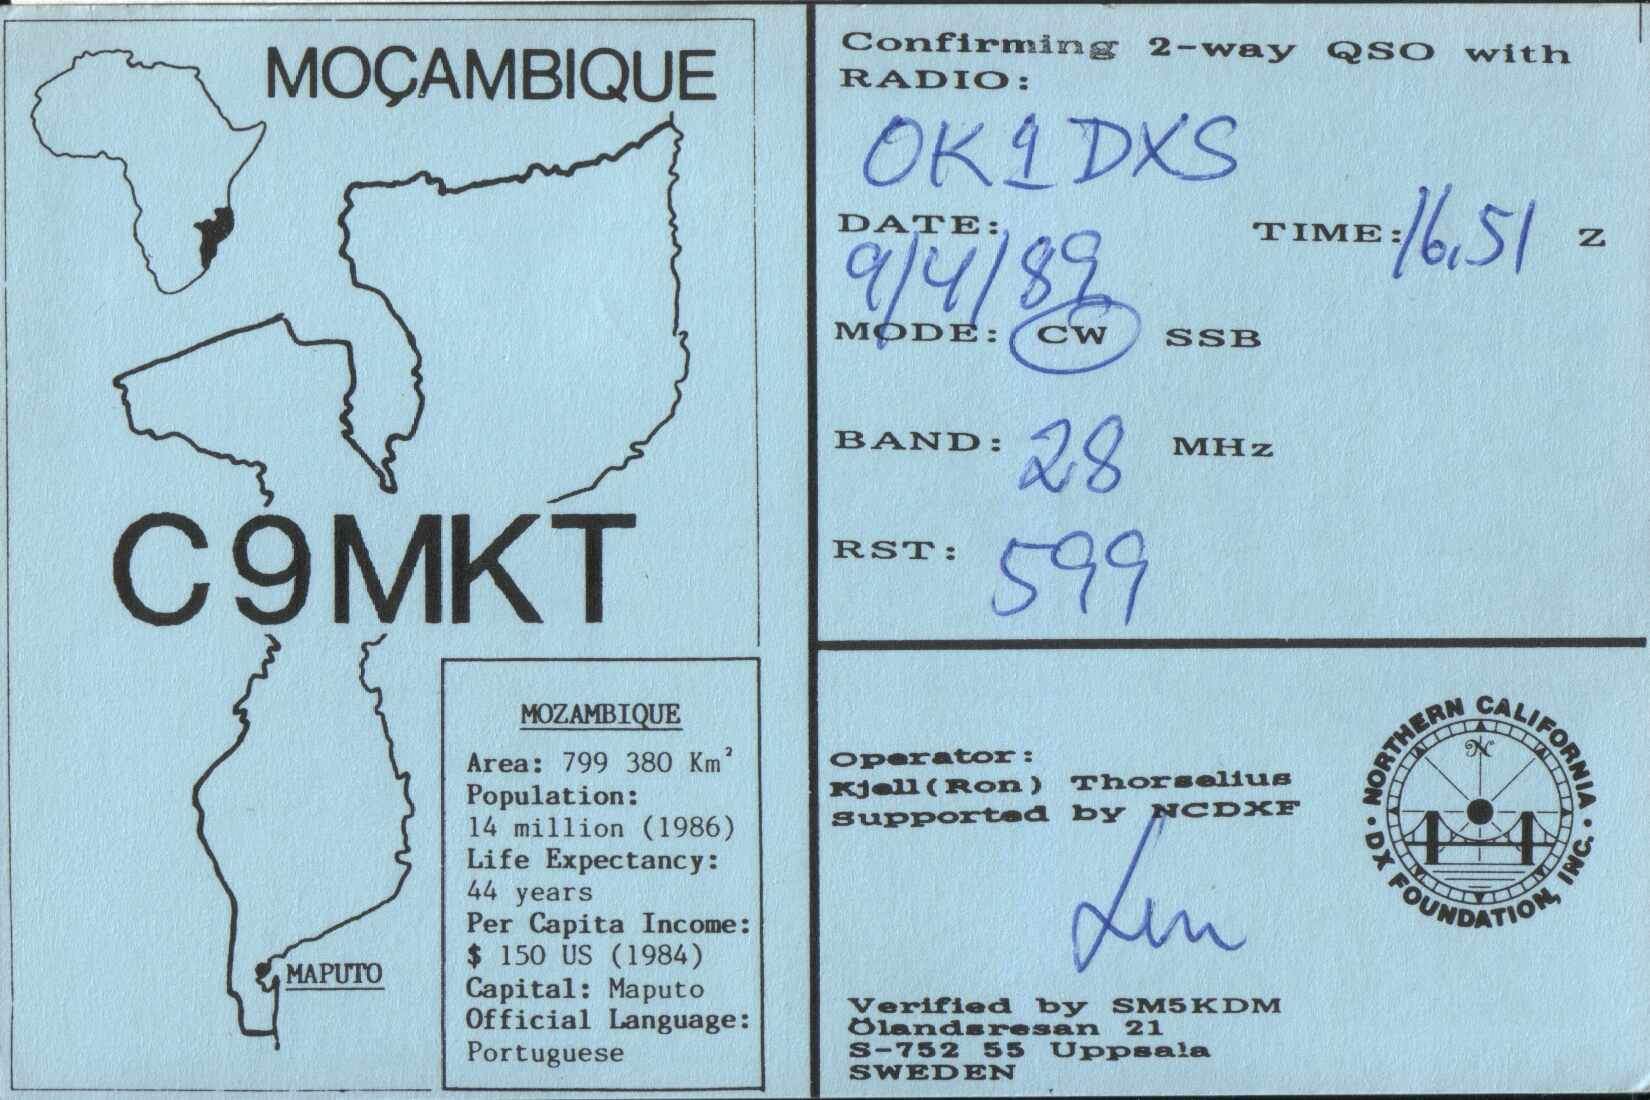 MOÇAMBIQUE
C9MKT
MAPUTO
MOZAMBIQUE
Area: 799 380 Km²
Population:
14 million (1986)
Life Expectancy:
44 years
Per Capita Income:
$ 150 US (1984)
Capital: Maputo
Official Language:
Portuguese
Confirming 2-way QSO with
RADIO:
OK1DXS
DATE: TIME: 16.51 Z
9/4/89
MODE: CW SSB
BAND: 28 MHz
RST: 599
Operator:
Kjell(Ron) Thorselius
Supported by NCDXF
NORTHERN CALIFORNIA
• DX FOUNDATION, INC. •
N
Verified by SM5KDM
Ölandsresan 21
S-752 55 Uppsala
SWEDEN